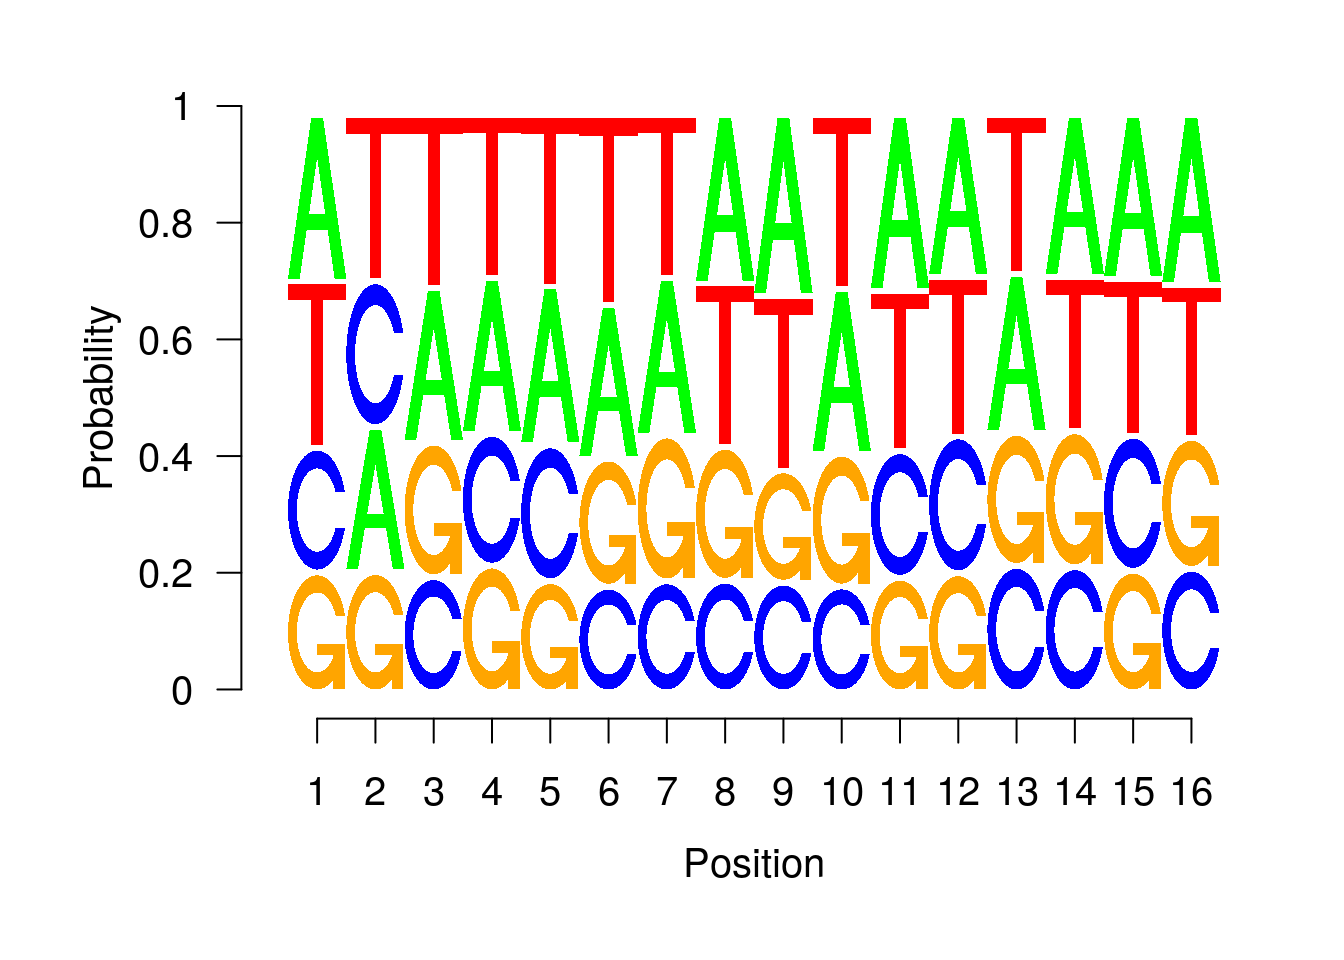 Probability
1
0.8
0.6
0.4
0.2
0
ATTTTTTAATAATAAA
TCAAAAATTATTATTT
CAGCCGGGGGCCGGCG
GGCGGCCCCCGGCCGC
1 2 3 4 5 6 7 8 9 10 11 12 13 14 15 16
Position